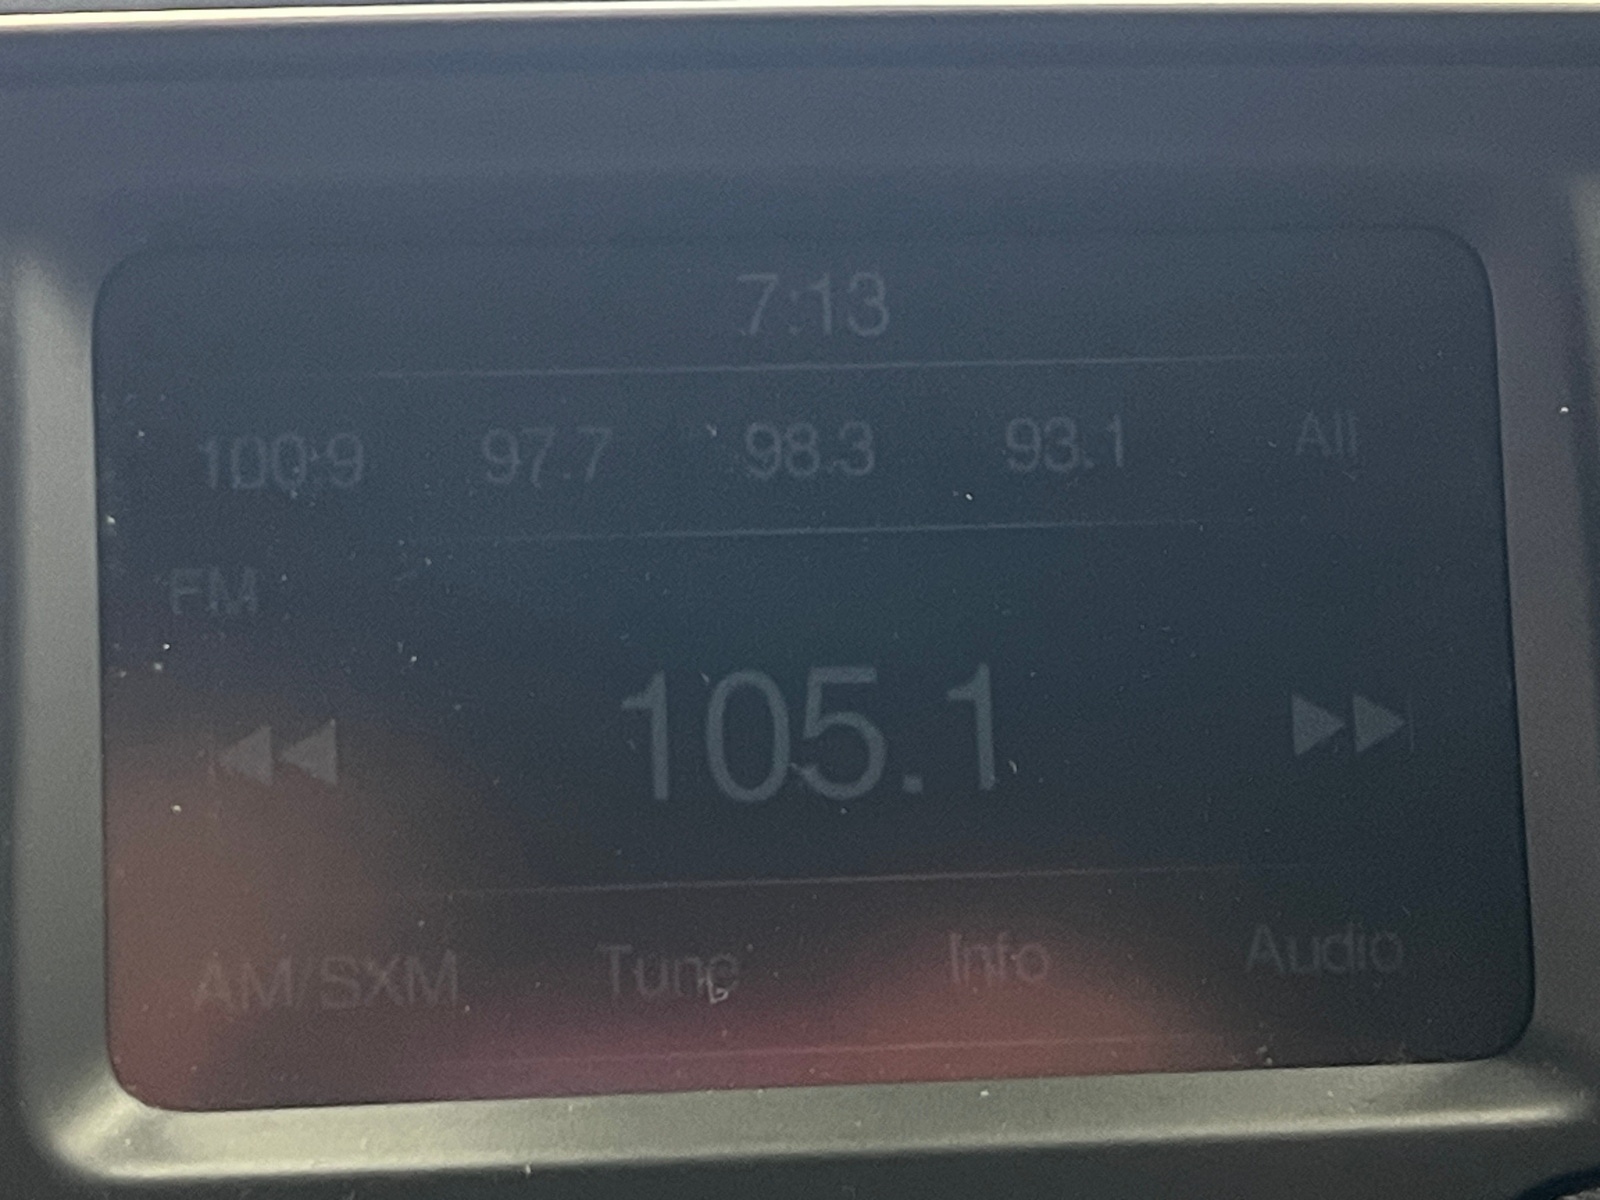 7:13
100.9 97.7 98.3 93.1 All
FM
105.1
AM/SXM Tune Info Audio